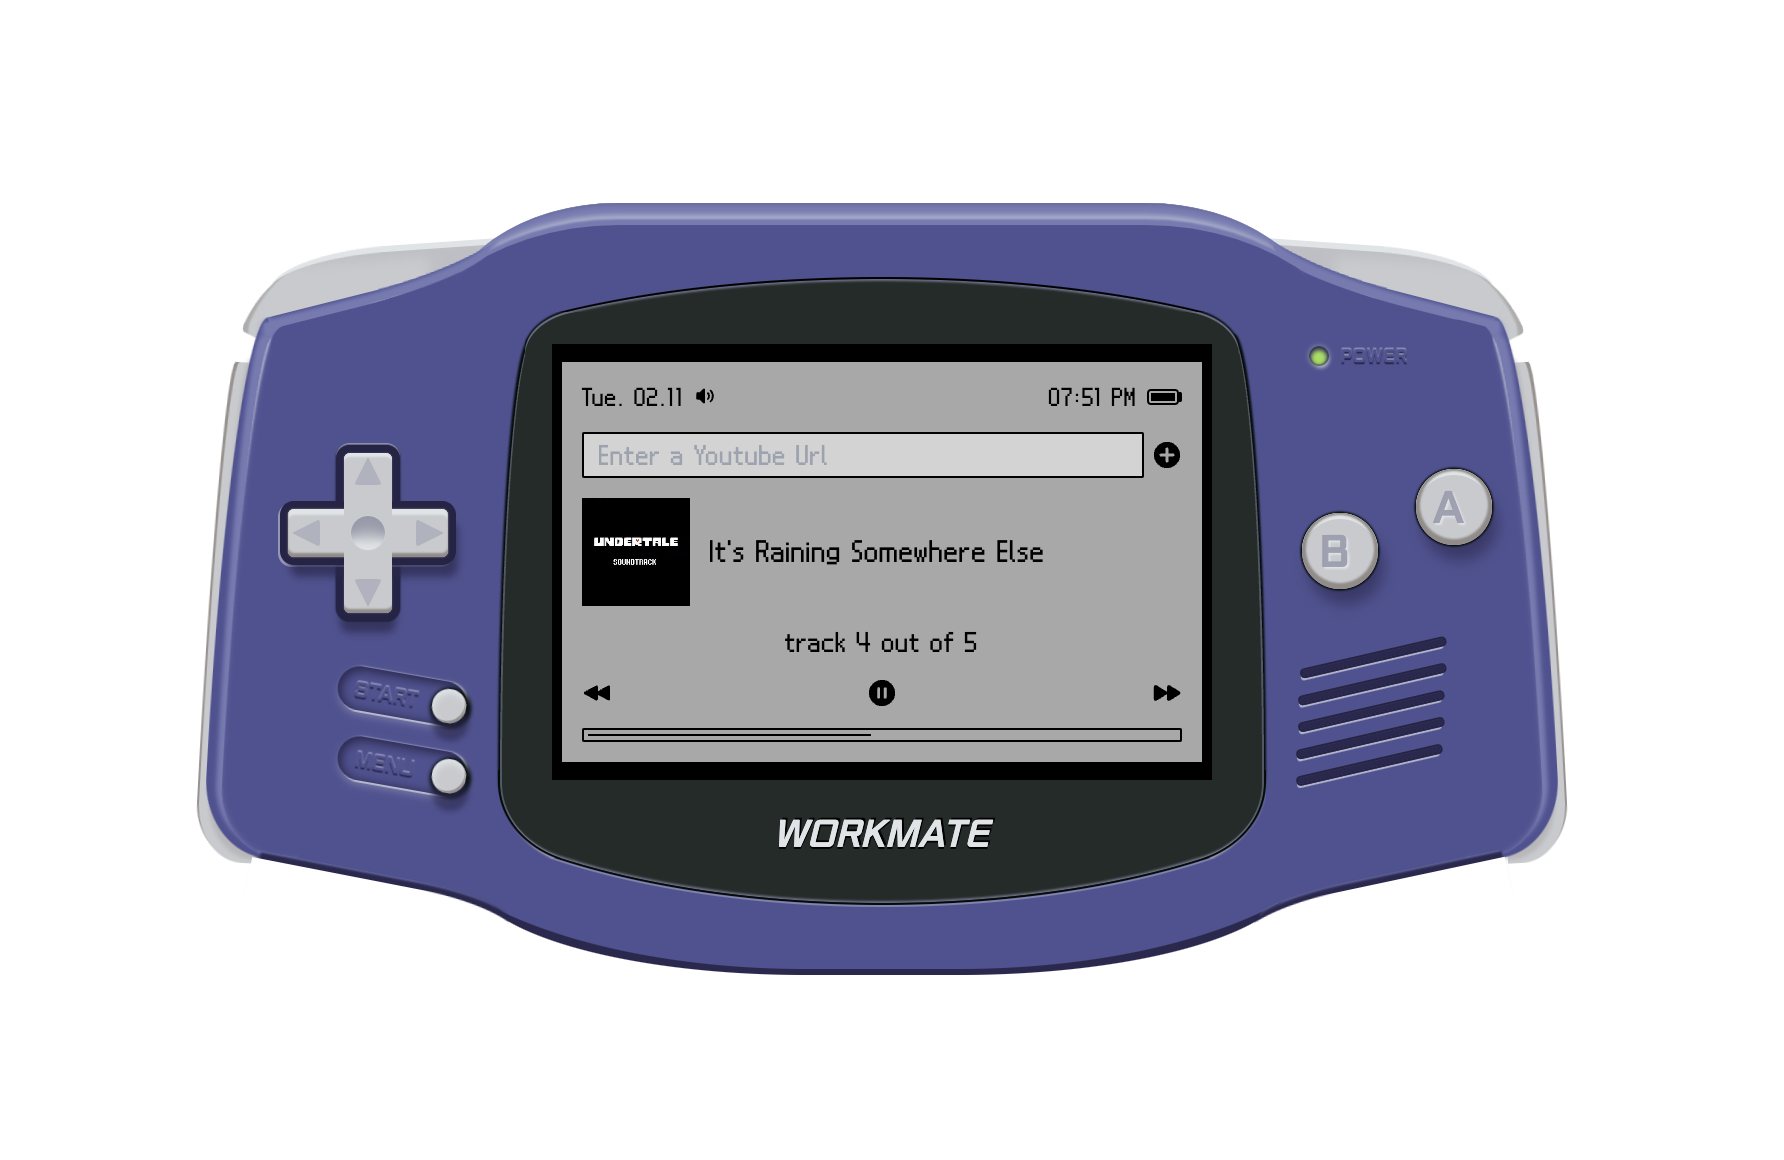 Tue. 02.11
07:51 PM
POWER
Enter a Youtube Url
A
B
UNDERTALE
SOUNDTRACK
It's Raining Somewhere Else
track 4 out of 5
START
MENU
WORKMATE